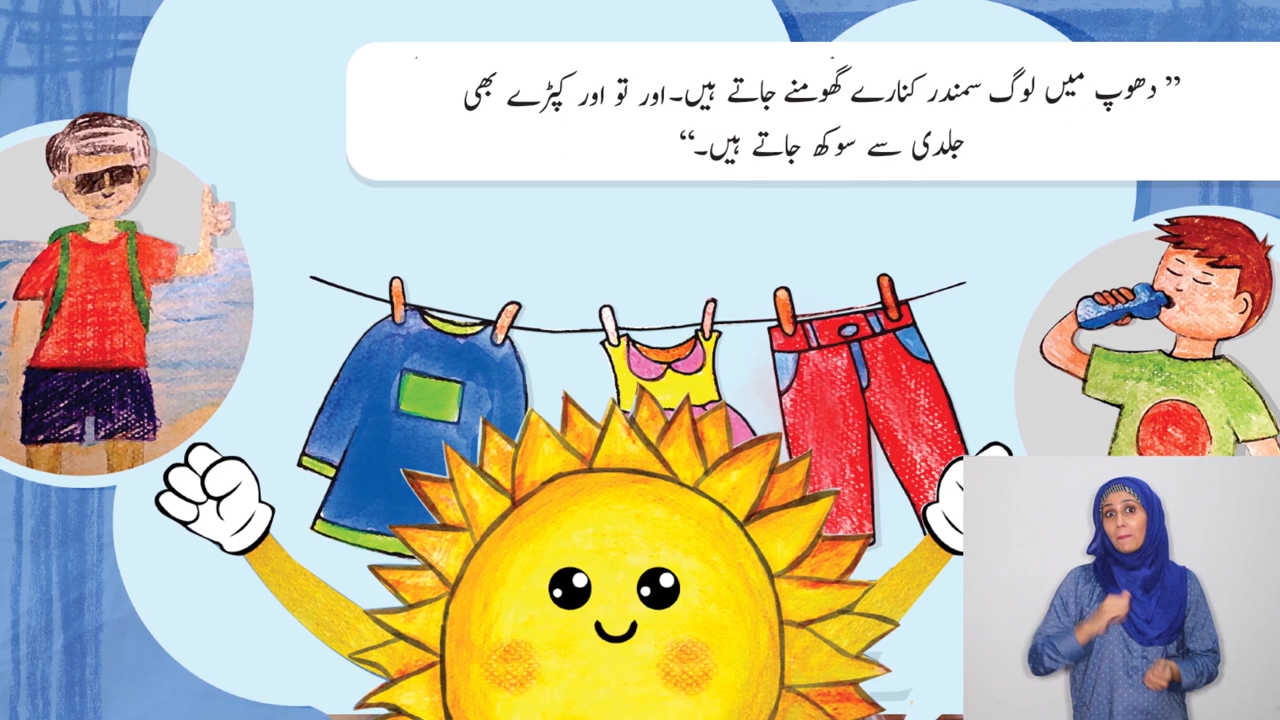 ”دھوپ میں لوگ سمندر کنارے گھومنے جاتے ہیں۔اور تو اور کپڑے بھی
جلدی سے سوکھ جاتے ہیں۔“